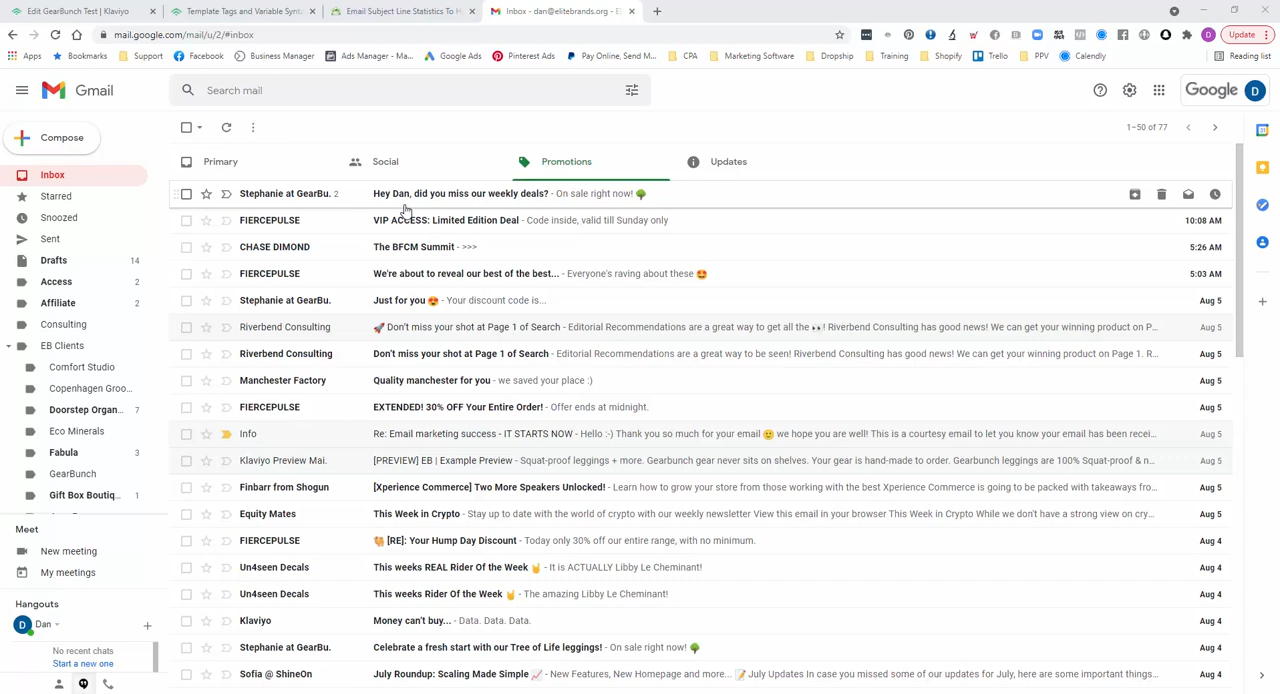 Edit GearBunch Test | Klaviyo
Template Tags and Variable Synta
Email Subject Line Statistics To H
Inbox - dan@elitebrands.org - E
mail.google.com/mail/u/2/#inbox
Update
Apps
Bookmarks
Support
Facebook
Business Manager
Ads Manager - Man...
Google Ads
Pinterest Ads
Pay Online, Send M...
CPA
Marketing Software
Dropship
Training
Shopify
Trello
PPV
Calendly
Reading list
Gmail
Search mail
Google D
Compose
1–50 of 77
Primary
Social
Promotions
Updates
Inbox
Starred
Snoozed
Sent
Drafts 14
Access 2
Affiliate 2
Consulting
EB Clients
Comfort Studio
Copenhagen Groo...
Doorstep Organ... 7
Eco Minerals
Fabula 3
GearBunch
Gift Box Boutiq... 1
Meet
New meeting
My meetings
Hangouts
D Dan
No recent chats
Start a new one
Stephanie at GearBu. 2 Hey Dan, did you miss our weekly deals? - On sale right now! 🌳
FIERCEPULSE VIP ACCESS: Limited Edition Deal - Code inside, valid till Sunday only 10:08 AM
CHASE DIMOND The BFCM Summit - >>> 5:26 AM
FIERCEPULSE We're about to reveal our best of the best... - Everyone's raving about these 🤩 5:03 AM
Stephanie at GearBu. Just for you 😍 - Your discount code is... Aug 5
Riverbend Consulting 🚀 Don't miss your shot at Page 1 of Search - Editorial Recommendations are a great way to get all the 👀! Riverbend Consulting has good news! We can get your winning product on P... Aug 5
Riverbend Consulting Don't miss your shot at Page 1 of Search - Editorial Recommendations are a great way to be seen! Riverbend Consulting has good news! We can get your winning product on Page 1. R... Aug 5
Manchester Factory Quality manchester for you - we saved your place :) Aug 5
FIERCEPULSE EXTENDED! 30% OFF Your Entire Order! - Offer ends at midnight. Aug 5
Info Re: Email marketing success - IT STARTS NOW - Hello :-) Thank you so much for your email 🙂 we hope you are well! This is a courtesy email to let you know your email has been recei... Aug 5
Klaviyo Preview Mai. [PREVIEW] EB | Example Preview - Squat-proof leggings + more. Gearbunch gear never sits on shelves. Your gear is hand-made to order. Gearbunch leggings are 100% Squat-proof & n... Aug 5
Finbarr from Shogun [Xperience Commerce] Two More Speakers Unlocked! - Learn how to grow your store from those working with the best Xperience Commerce is going to be packed with takeaways fro... Aug 5
Equity Mates This Week in Crypto - Stay up to date with the world of crypto with our weekly newsletter View this email in your browser This Week in Crypto While we don't have a strong view on cry... Aug 5
FIERCEPULSE 🐫 [RE]: Your Hump Day Discount - Today only 30% off our entire range, with no minimum. Aug 4
Un4seen Decals This weeks REAL Rider Of the Week 🤘 - It is ACTUALLY Libby Le Cheminant! Aug 4
Un4seen Decals This weeks Rider Of the Week 🤘 - The amazing Libby Le Cheminant! Aug 4
Klaviyo Money can't buy... - Data. Data. Data. Aug 4
Stephanie at GearBu. Celebrate a fresh start with our Tree of Life leggings! - On sale right now! 🌳 Aug 4
Sofia @ ShineOn July Roundup: Scaling Made Simple 📈 - New Features, New Homepage and more... 📝 July Updates In case you missed some of our updates for July, here are some important things... Aug 4